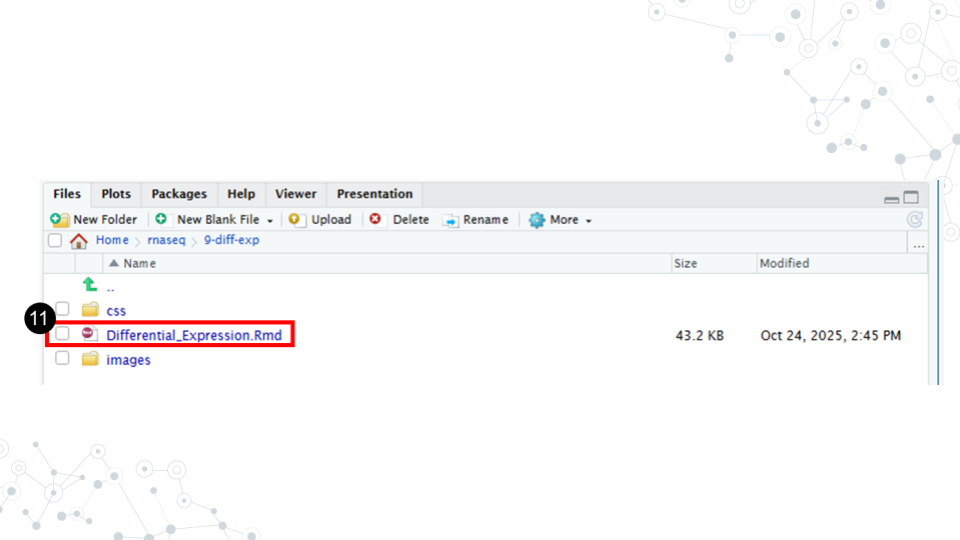 Files Plots Packages Help Viewer Presentation
New Folder New Blank File Upload Delete Rename More
Home rnaseq 9-diff-exp ...
Name Size Modified
..
css
11
Differential_Expression.Rmd 43.2 KB Oct 24, 2025, 2:45 PM
images